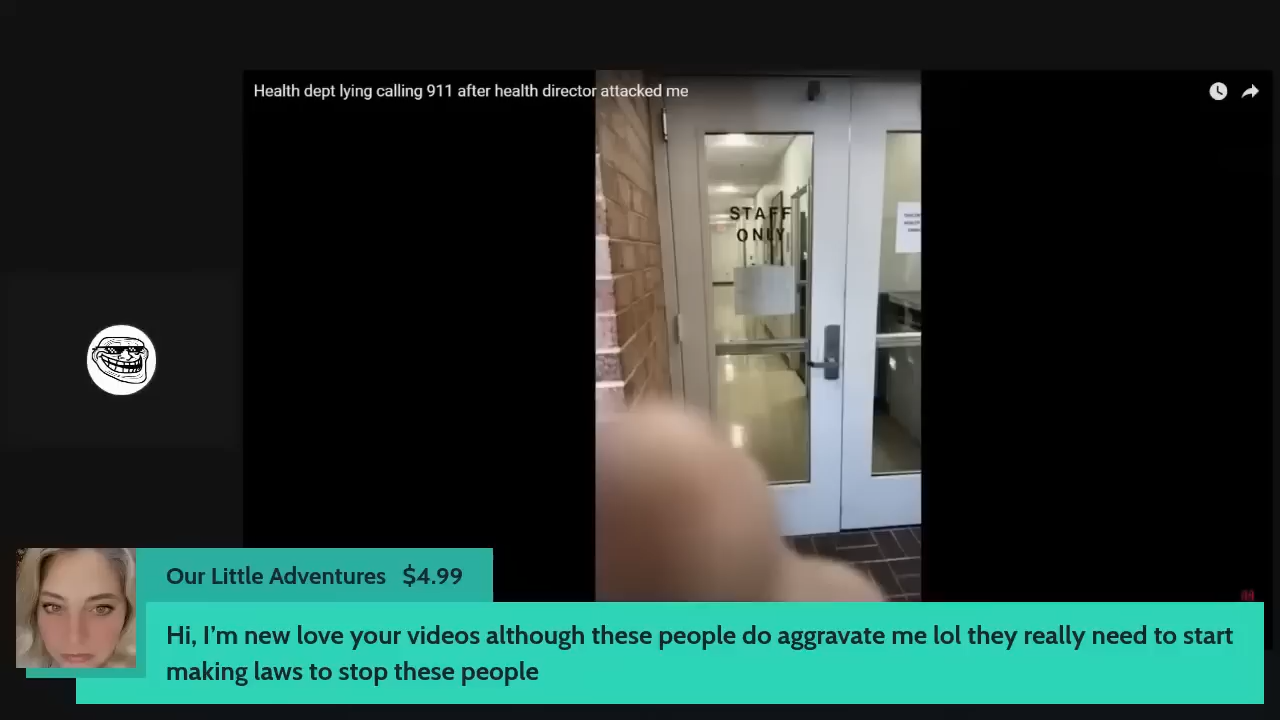 Health dept lying calling 911 after health director attacked me
STAFF
ONLY
Our Little Adventures $4.99
Hi, I’m new love your videos although these people do aggravate me lol they really need to start
making laws to stop these people